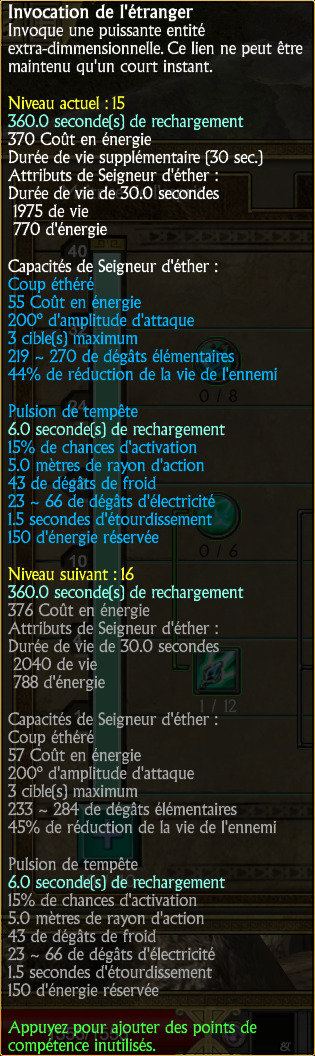 Invocation de l'étranger
Invoque une puissante entité
extra-dimmensionnelle. Ce lien ne peut être
maintenu qu'un court instant.
Niveau actuel : 15
360.0 seconde(s) de rechargement
370 Coût en énergie
Durée de vie supplémentaire (30 sec.)
Attributs de Seigneur d'éther :
Durée de vie de 30.0 secondes
1975 de vie
770 d'énergie
Capacités de Seigneur d'éther :
Coup éthéré
55 Coût en énergie
200° d'amplitude d'attaque
3 cible(s) maximum
219 ~ 270 de dégâts élémentaires
44% de réduction de la vie de l'ennemi
Pulsion de tempête
6.0 seconde(s) de rechargement
15% de chances d'activation
5.0 mètres de rayon d'action
43 de dégâts de froid
23 ~ 66 de dégâts d'électricité
1.5 secondes d'étourdissement
150 d'énergie réservée
Niveau suivant : 16
360.0 seconde(s) de rechargement
376 Coût en énergie
Attributs de Seigneur d'éther :
Durée de vie de 30.0 secondes
2040 de vie
788 d'énergie
Capacités de Seigneur d'éther :
Coup éthéré
57 Coût en énergie
200° d'amplitude d'attaque
3 cible(s) maximum
233 ~ 284 de dégâts élémentaires
45% de réduction de la vie de l'ennemi
Pulsion de tempête
6.0 seconde(s) de rechargement
15% de chances d'activation
5.0 mètres de rayon d'action
43 de dégâts de froid
23 ~ 66 de dégâts d'électricité
1.5 secondes d'étourdissement
150 d'énergie réservée
Appuyez pour ajouter des points de
compétence inutilisés.
40
24
10
0 / 8
0 / 6
1 / 12